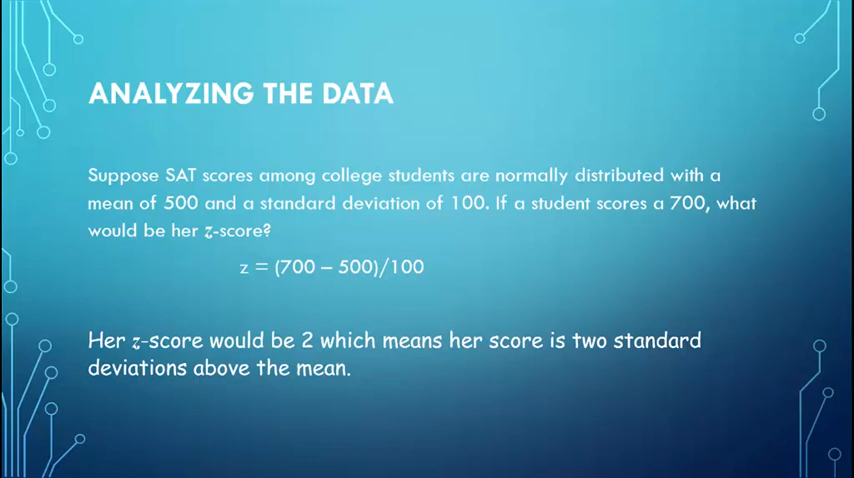 ANALYZING THE DATA
Suppose SAT scores among college students are normally distributed with a
mean of 500 and a standard deviation of 100. If a student scores a 700, what
would be her z-score?
z = (700 – 500)/100
Her z-score would be 2 which means her score is two standard
deviations above the mean.